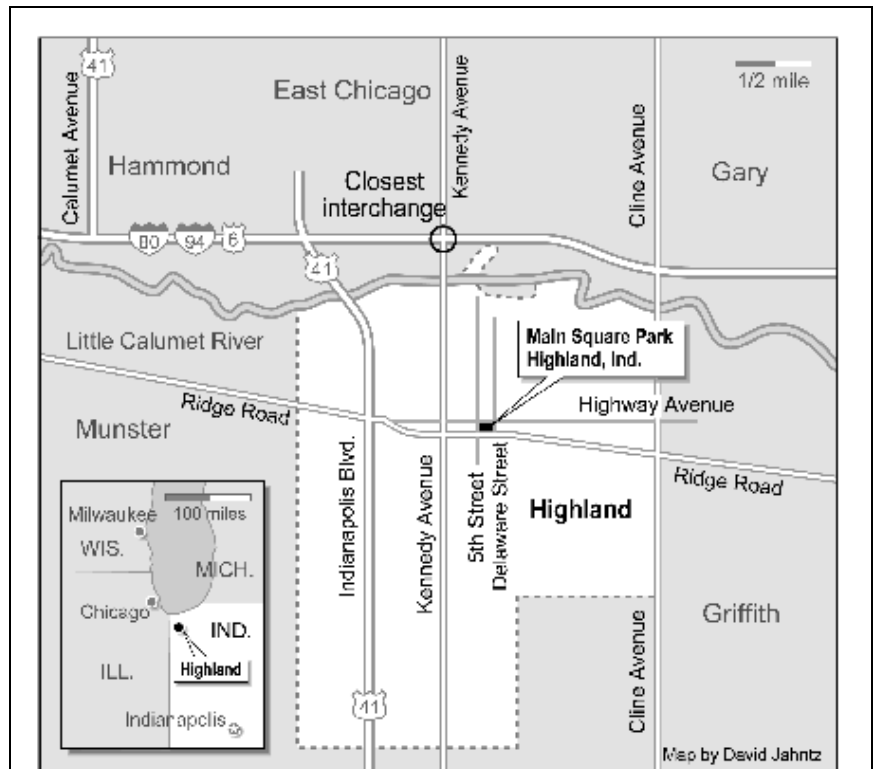 41
Calumet Avenue
East Chicago
Kennedy Avenue
Cline Avenue
1/2 mile
Hammond
Gary
Closest
interchange
80
94
6
41
Little Calumet River
Main Square Park
Highland, Ind.
Ridge Road
Highway Avenue
Munster
Indianapolis Blvd.
Kennedy Avenue
5th Street
Delaware Street
Highland
Ridge Road
Griffith
Cline Avenue
41
100 miles
Milwaukee
WIS.
MICH.
Chicago
IND.
Highland
ILL.
Indianapolis
Map by David Jahntz